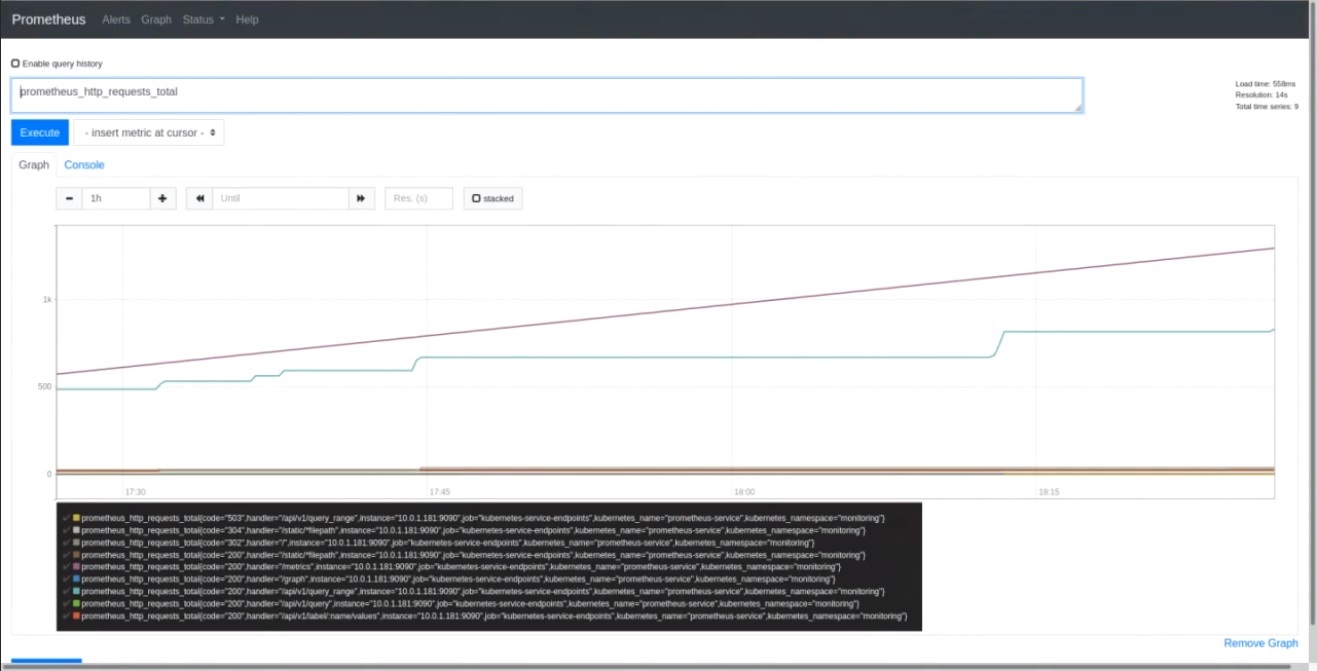 Prometheus Alerts Graph Status Help
Enable query history
prometheus_http_requests_total
Load time: 558ms
Resolution: 14s
Total time series: 9
Execute - insert metric at cursor -
Graph Console
1h Until Res. (s) stacked
1k
500
0
17:30 17:45 18:00 18:15
prometheus_http_requests_total{code="503",handler="/api/v1/query_range",instance="10.0.1.181:9090",job="kubernetes-service-endpoints",kubernetes_name="prometheus-service",kubernetes_namespace="monitoring"}
prometheus_http_requests_total{code="304",handler="/static/*filepath",instance="10.0.1.181:9090",job="kubernetes-service-endpoints",kubernetes_name="prometheus-service",kubernetes_namespace="monitoring"}
prometheus_http_requests_total{code="302",handler="/",instance="10.0.1.181:9090",job="kubernetes-service-endpoints",kubernetes_name="prometheus-service",kubernetes_namespace="monitoring"}
prometheus_http_requests_total{code="200",handler="/static/*filepath",instance="10.0.1.181:9090",job="kubernetes-service-endpoints",kubernetes_name="prometheus-service",kubernetes_namespace="monitoring"}
prometheus_http_requests_total{code="200",handler="/metrics",instance="10.0.1.181:9090",job="kubernetes-service-endpoints",kubernetes_name="prometheus-service",kubernetes_namespace="monitoring"}
prometheus_http_requests_total{code="200",handler="/graph",instance="10.0.1.181:9090",job="kubernetes-service-endpoints",kubernetes_name="prometheus-service",kubernetes_namespace="monitoring"}
prometheus_http_requests_total{code="200",handler="/api/v1/query_range",instance="10.0.1.181:9090",job="kubernetes-service-endpoints",kubernetes_name="prometheus-service",kubernetes_namespace="monitoring"}
prometheus_http_requests_total{code="200",handler="/api/v1/query",instance="10.0.1.181:9090",job="kubernetes-service-endpoints",kubernetes_name="prometheus-service",kubernetes_namespace="monitoring"}
prometheus_http_requests_total{code="200",handler="/api/v1/label/:name/values",instance="10.0.1.181:9090",job="kubernetes-service-endpoints",kubernetes_name="prometheus-service",kubernetes_namespace="monitoring"}
Remove Graph